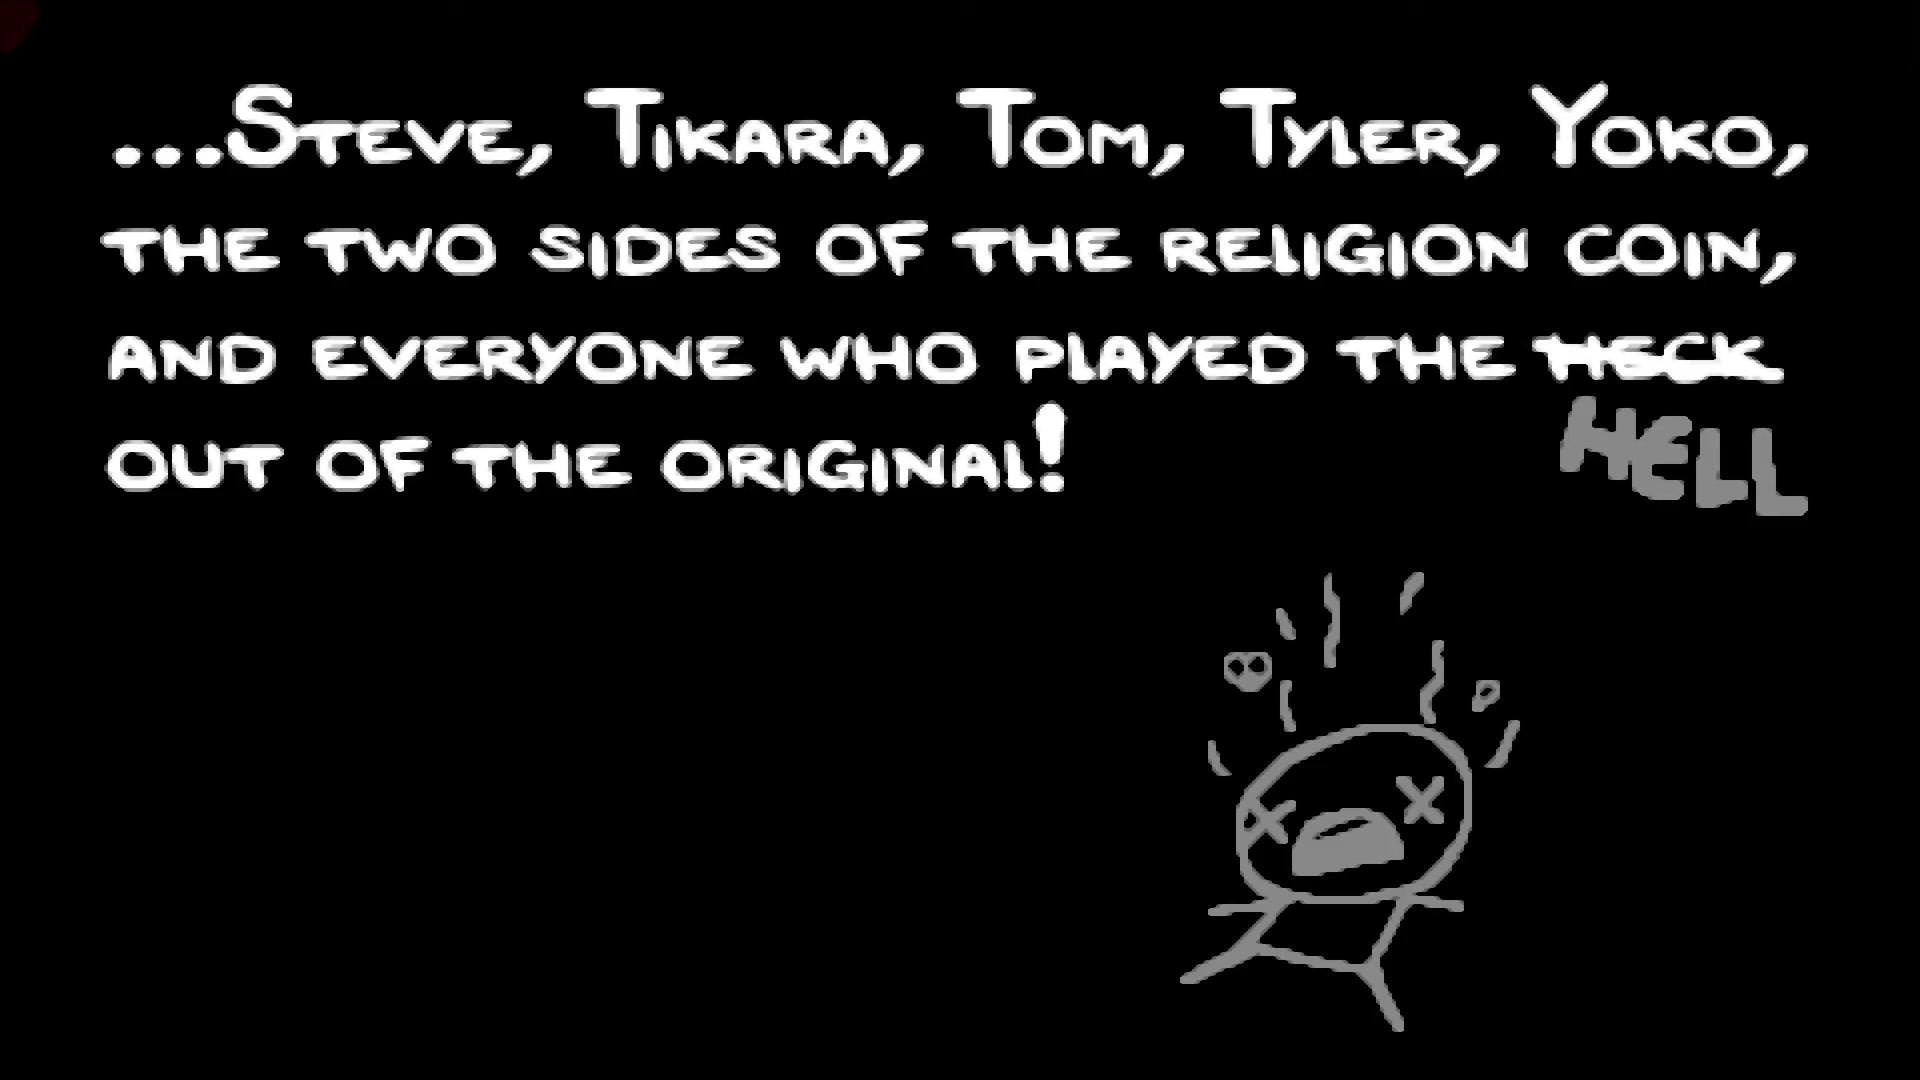 ...Steve, Tikara, Tom, Tyler, Yoko,
the two sides of the religion coin,
and everyone who played the heck
HELL
out of the original!